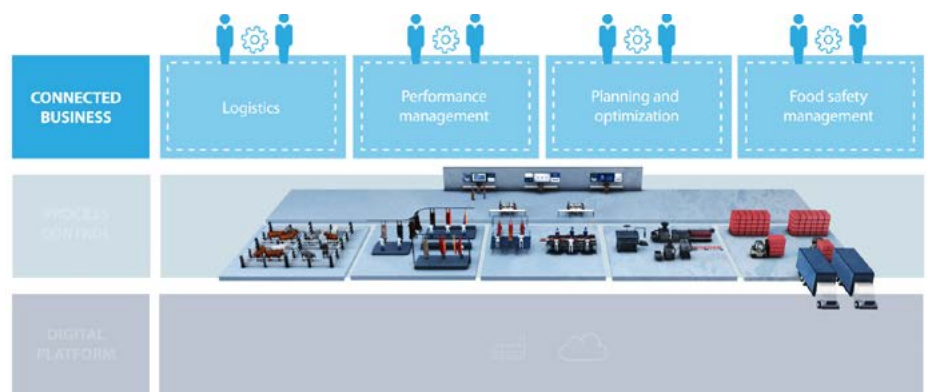 CONNECTED
BUSINESS
Logistics
Performance
management
Planning and
optimization
Food safety
management
PROCESS
CONTROL
DIGITAL
PLATFORM